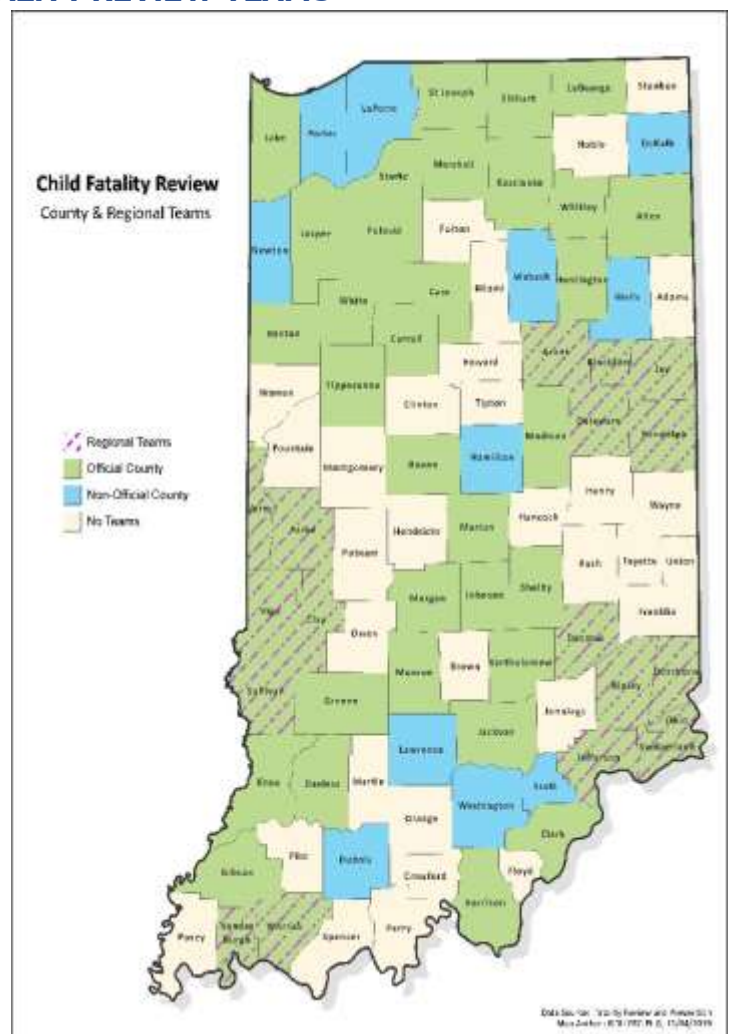 Child Fatality Review
County & Regional Teams
Regional Teams
Official County
Non-Official County
No Teams
St Joseph
Elkhart
LaGrange
Steuben
Lake
Porter
LaPorte
Noble
DeKalb
Starke
Marshall
Kosciusko
Whitley
Allen
Newton
Jasper
Pulaski
Fulton
Wabash
Huntington
Wells
Adams
White
Cass
Miami
Benton
Carroll
Howard
Grant
Blackford
Jay
Warren
Tippecanoe
Clinton
Tipton
Madison
Delaware
Randolph
Fountain
Montgomery
Boone
Hamilton
Henry
Wayne
Parke
Putnam
Hendricks
Marion
Hancock
Rush
Fayette
Union
Vigo
Clay
Owen
Morgan
Johnson
Shelby
Franklin
Decatur
Sullivan
Greene
Monroe
Brown
Bartholomew
Jennings
Ripley
Dearborn
Ohio
Switzerland
Jefferson
Lawrence
Jackson
Scott
Knox
Daviess
Martin
Orange
Washington
Clark
Gibson
Pike
Dubois
Crawford
Harrison
Floyd
Posey
Warrick
Spencer
Perry